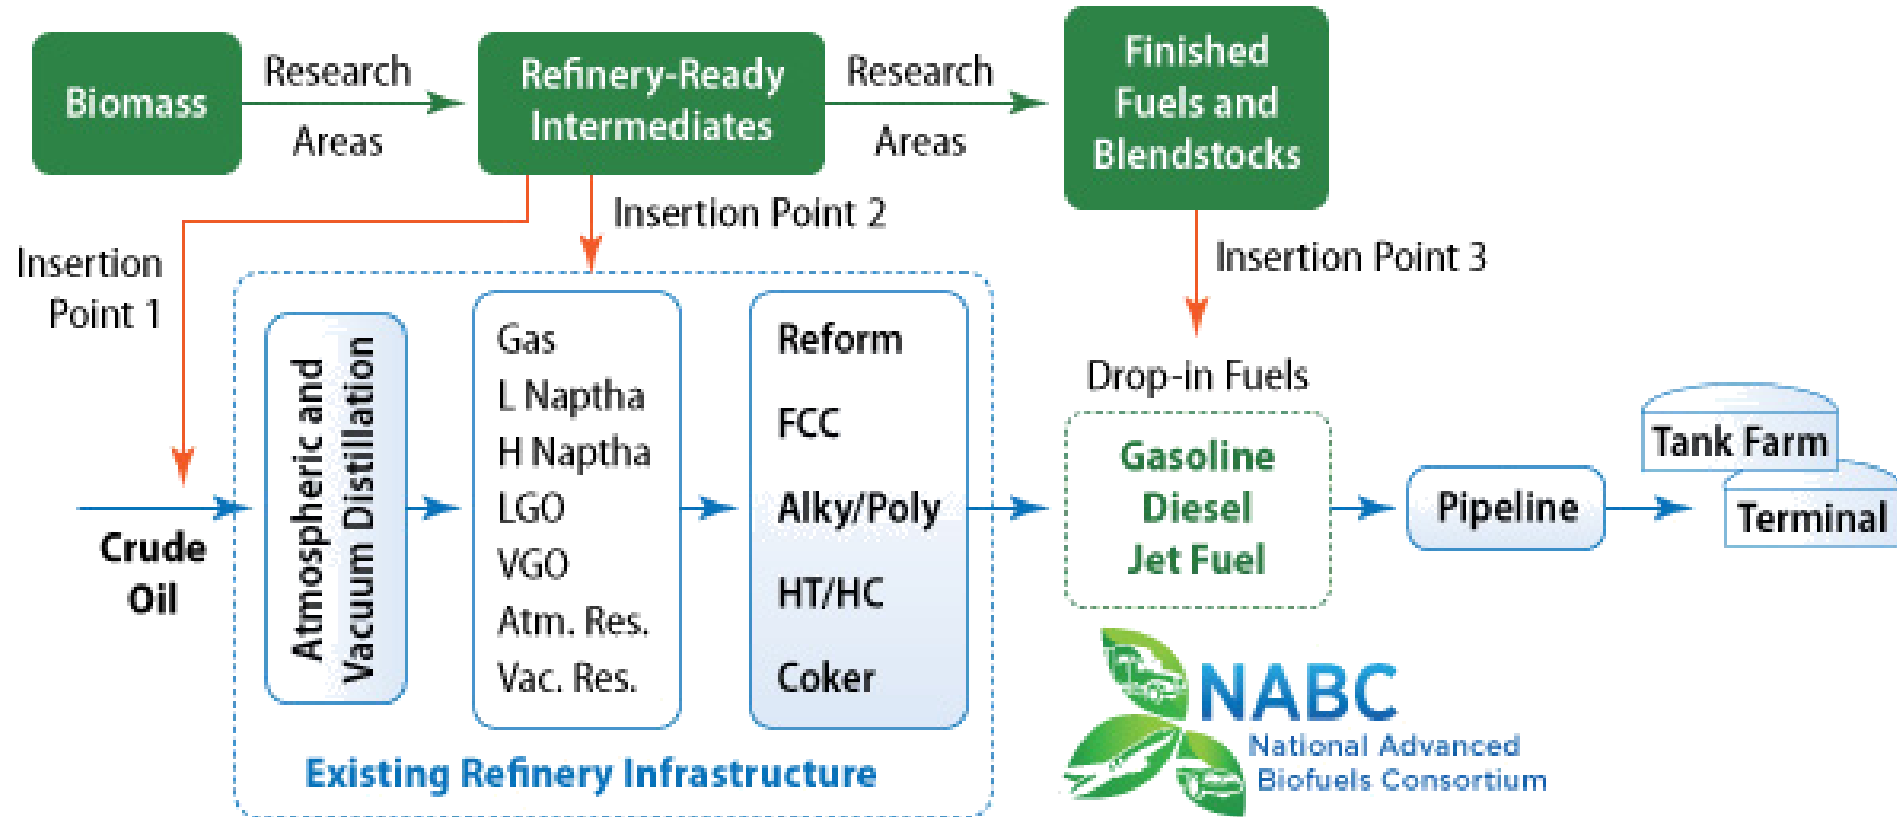 Biomass
Research
Areas
Refinery-Ready
Intermediates
Research
Areas
Finished
Fuels and
Blendstocks
Insertion
Point 1
Insertion Point 2
Insertion Point 3
Crude
Oil
Atmospheric and
Vacuum Distillation
Gas
L Naptha
H Naptha
LGO
VGO
Atm. Res.
Vac. Res.
Reform
FCC
Alky/Poly
HT/HC
Coker
Existing Refinery Infrastructure
Drop-in Fuels
Gasoline
Diesel
Jet Fuel
Pipeline
Tank Farm
Terminal
NABC
National Advanced
Biofuels Consortium